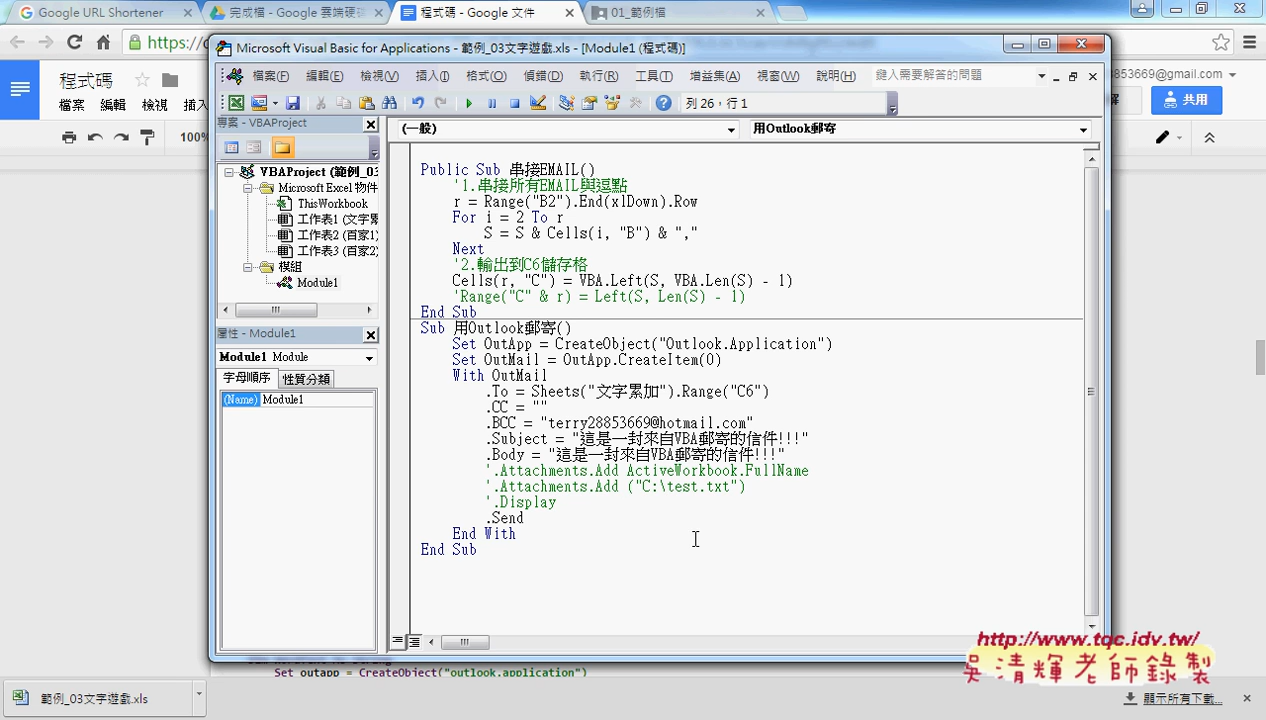 Google URL Shortener
完成檔 - Google 雲端硬
程式碼 - Google 文件
01_範例檔
https://
程式碼
檔案 編輯 檢視 插入
100%
853669@gmail.com
共用
Microsoft Visual Basic for Applications - 範例_03文字遊戲.xls - [Module1 (程式碼)]
檔案(F) 編輯(E) 檢視(V) 插入(I) 格式(O) 偵錯(D) 執行(R) 工具(T) 增益集(A) 視窗(W) 說明(H) 鍵入需要解答的問題
列 26，行 1
專案 - VBAProject
VBAProject (範例_03
Microsoft Excel 物件
ThisWorkbook
工作表1 (文字累
工作表2 (百家1)
工作表3 (百家2)
模組
Module1
屬性 - Module1
Module1 Module
字母順序 性質分類
(Name) Module1
(一般) 用Outlook郵寄
Public Sub 串接EMAIL()
'1.串接所有EMAIL與逗點
r = Range("B2").End(xlDown).Row
For i = 2 To r
S = S & Cells(i, "B") & ","
Next
'2.輸出到C6儲存格
Cells(r, "C") = VBA.Left(S, VBA.Len(S) - 1)
'Range("C" & r) = Left(S, Len(S) - 1)
End Sub
Sub 用Outlook郵寄()
Set OutApp = CreateObject("Outlook.Application")
Set OutMail = OutApp.CreateItem(0)
With OutMail
.To = Sheets("文字累加").Range("C6")
.CC = ""
.BCC = "terry28853669@hotmail.com"
.Subject = "這是一封來自VBA郵寄的信件!!!"
.Body = "這是一封來自VBA郵寄的信件!!!"
'.Attachments.Add ActiveWorkbook.FullName
'.Attachments.Add ("C:\test.txt")
'.Display
.Send
End With
End Sub
Set outapp = CreateObject("outlook.application")
http://www.tqc.idv.tw/
吳清輝老師錄製
範例_03文字遊戲.xls
顯示所有下載...